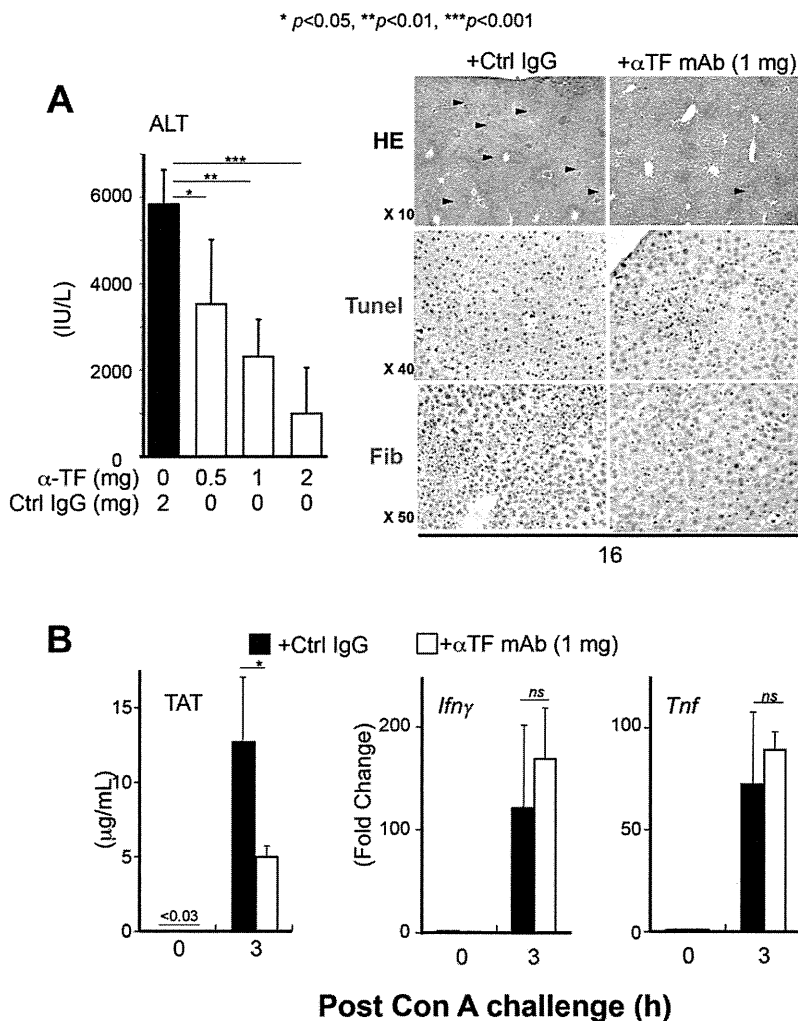 * p<0.05, **p<0.01, ***p<0.001
A
ALT
+Ctrl IgG
+αTF mAb (1 mg)
***
**
*
6000
4000
2000
0
(IU/L)
α-TF (mg) 0 0.5 1 2
Ctrl IgG (mg) 2 0 0 0
HE
X 10
Tunel
X 40
Fib
X 50
16
B
+Ctrl IgG
+αTF mAb (1 mg)
TAT
*
15
10
5
0
(µg/mL)
<0.03
0 3
Ifnγ
ns
200
100
0
(Fold Change)
0 3
Tnf
ns
100
50
0
0 3
Post Con A challenge (h)